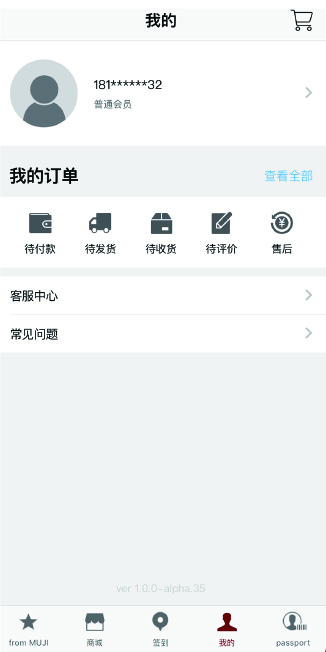 我的
181******32
普通会员
我的订单
查看全部
待付款 待发货 待收货 待评价 售后
客服中心
常见问题
ver 1.0.0-alpha.35
from MUJI 商城 签到 我的 passport